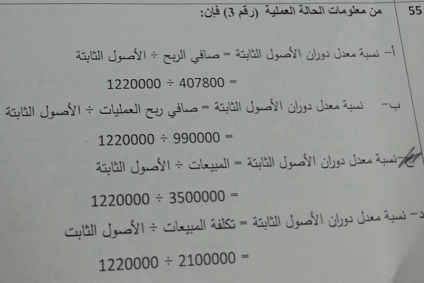 55 من معلومات الحالة العملية (رقم 3) فإن:
أ- نسبة معدل دوران الأصول الثابتة = صافي الربح ÷ الأصول الثابتة
= 407800 ÷ 1220000
ب- نسبة معدل دوران الأصول الثابتة = صافي ربح العمليات ÷ الأصول الثابتة
= 990000 ÷ 1220000
نسبة معدل دوران الأصول الثابتة = المبيعات ÷ الأصول الثابتة
= 3500000 ÷ 1220000
د- نسبة معدل دوران الأصول الثابتة = تكلفة المبيعات ÷ الأصول الثابت
= 2100000 ÷ 1220000